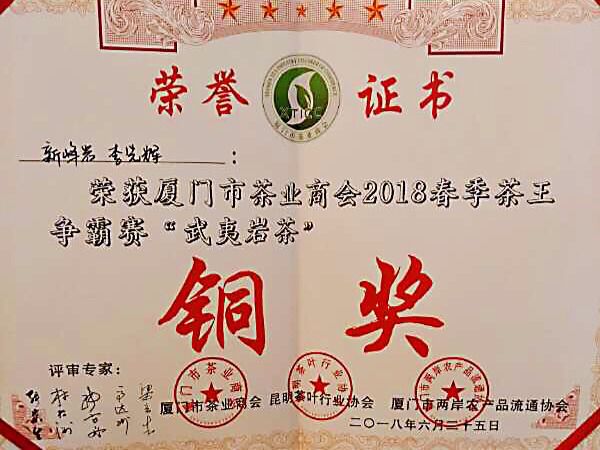 荣誉 XTICC 证书
新峰岩 李先辉：
荣获厦门市茶业商会2018春季茶王
争霸赛“武夷岩茶”
铜奖
评审专家：
厦门市茶业商会 昆明茶叶行业协会 厦门市两岸农产品流通协会
二〇一八年六月二十五日